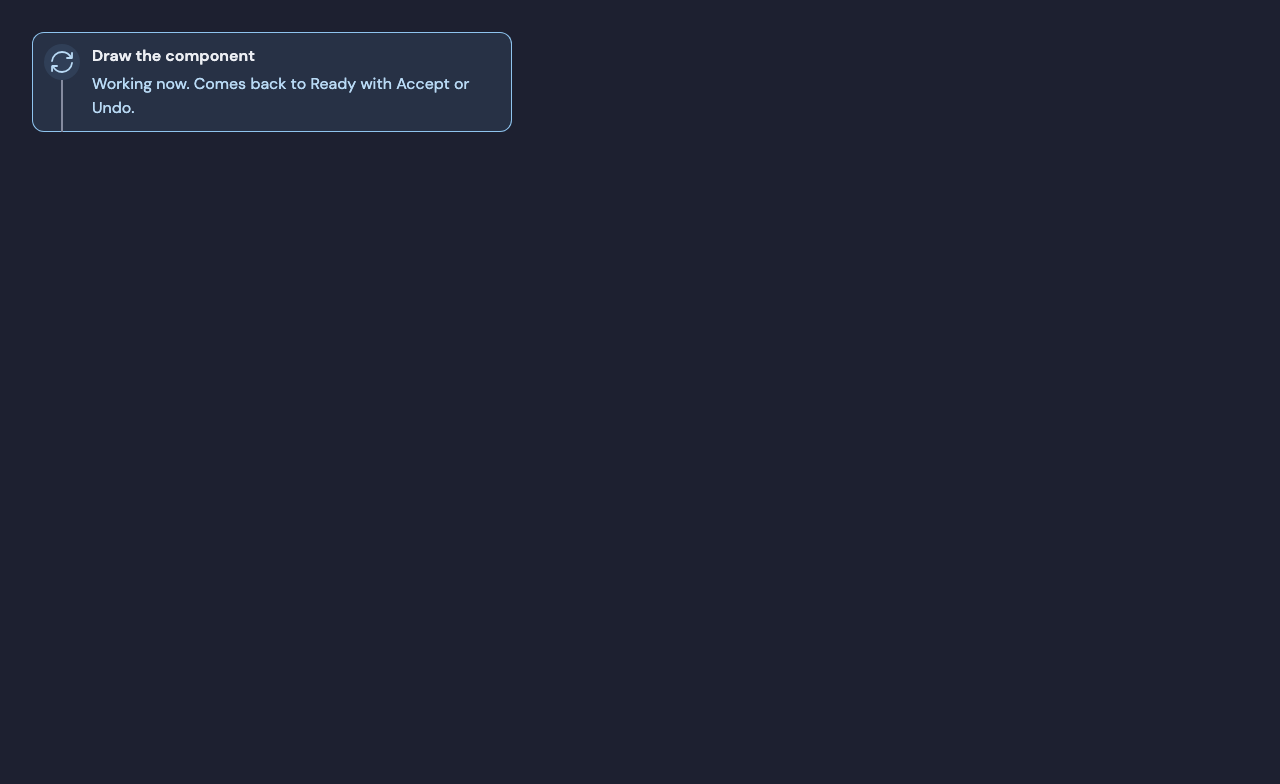 Draw the component
Working now. Comes back to Ready with Accept or
Undo.